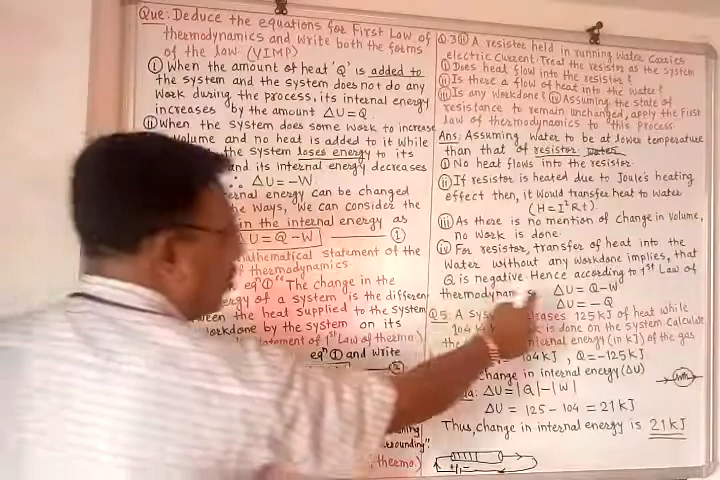 Que: Deduce the equations for First Law of
thermodynamics and write both the forms
of the law. (VIMP)
(i) When the amount of heat 'Q' is added to
the system and the system does not do any
work during the process, its internal energy
increases by the amount ΔU=Q.
(ii) When the system does some work to increase
volume and no heat is added to it while
the system loses energy to its
and its internal energy decreases
∴ ΔU = -W
ernal energy can be changed
ways, we can consider the
in the internal energy as
ΔU = Q - W ——— (1)
thematical statement of the
of thermodynamics.
eqⁿ (1) "The change in the
ergy of a system is the differen
een the heat supplied to the system
workdone by the system on its
tatement of 1st Law of thermo)
eqⁿ (1) and write
rounding".
thermo.)
Q.3 (ii) A resistor held in running water carries
electric current. Treat the resistor as the system
(i) Does heat flow into the resistor?
(ii) Is there a flow of heat into the water?
(iii) Is any work done? (iv) Assuming the state of
resistance to remain unchanged, apply the First
law of thermodynamics to this process.
Ans: Assuming water to be at lower temperature
than that of resistor.
(i) No heat flows into the resistor.
(ii) If resistor is heated due to Joule's heating
effect then, it would transfer heat to water
(H = I²Rt).
(iii) As there is no mention of change in volume,
no work is done.
(iv) For resistor, transfer of heat into the
water without any workdone implies, that
Q is negative. Hence according to 1st Law of
thermodynam ΔU = Q - W
ΔU = - Q
Q5: A Sys eleases 125 KJ of heat while
104 K k is done on the system. Calculate
the internal energy (in KJ) of the gas
104 KJ, Q = -125 KJ
change in internal energy (ΔU)
ΔU = |Q| - |W|
ΔU = 125 - 104 = 21 KJ
Thus, change in internal energy is 21 KJ